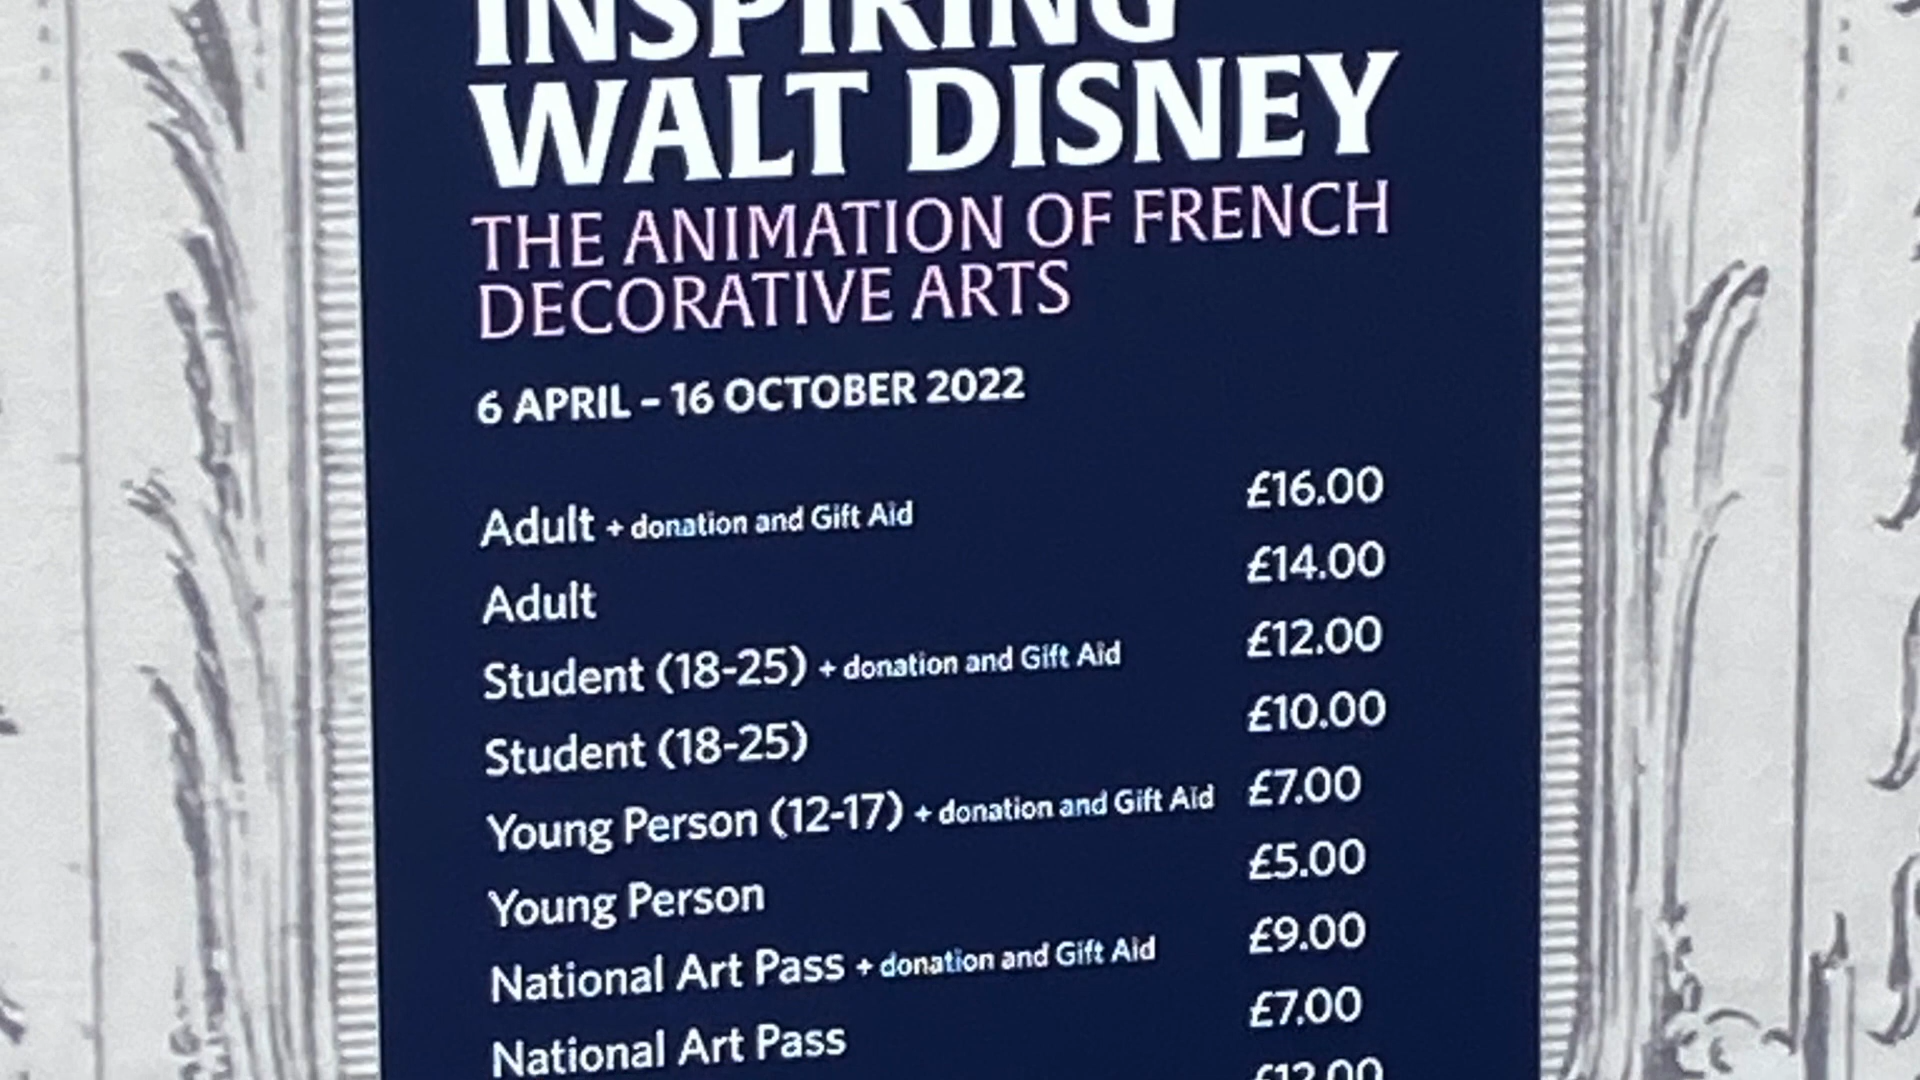 INSPIRING
WALT DISNEY
THE ANIMATION OF FRENCH
DECORATIVE ARTS
6 APRIL – 16 OCTOBER 2022
Adult + donation and Gift Aid £16.00
Adult £14.00
Student (18-25) + donation and Gift Aid £12.00
Student (18-25) £10.00
Young Person (12-17) + donation and Gift Aid £7.00
Young Person £5.00
National Art Pass + donation and Gift Aid £9.00
National Art Pass £7.00
£12.00